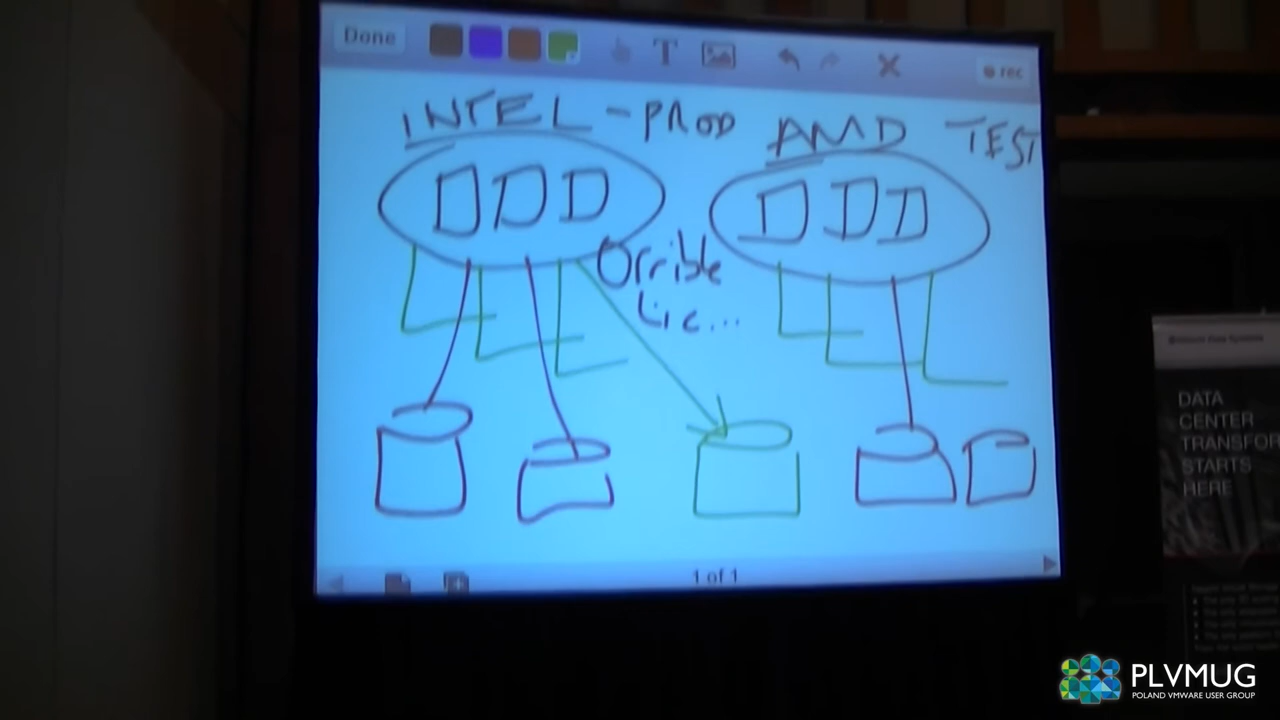 Done
T
rec
INTEL - PROD
AMD TEST
Orrible
Lic...
1 of 1
DATA
CENTER
TRANSFOR
STARTS
HERE
PLVMUG
POLAND VMWARE USER GROUP